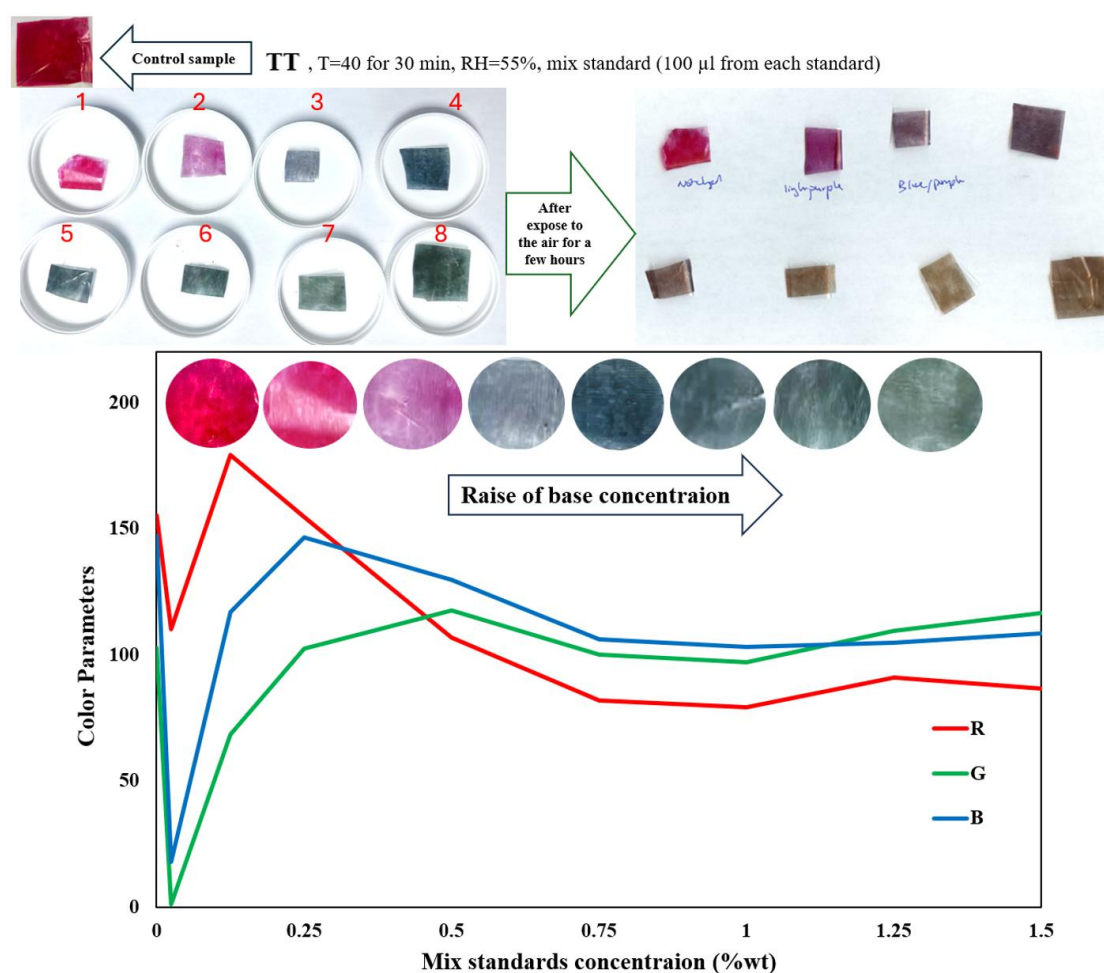 Control sample
TT , T=40 for 30 min, RH=55%, mix standard (100 µl from each standard)
1
2
3
4
5
6
7
8
After
expose to
the air for a
few hours
light purple
Blue/purple
200
150
100
50
0
Color Parameters
Raise of base concentraion
R
G
B
0
0.25
0.5
0.75
1
1.25
1.5
Mix standards concentraion (%wt)